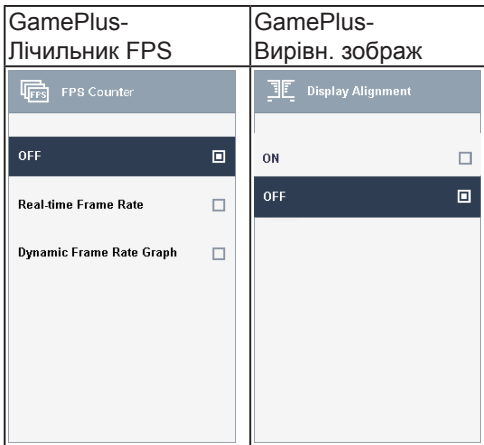 GamePlus-
Лічильник FPS
GamePlus-
Вирівн. зображ
FPS
FPS Counter
OFF
Real-time Frame Rate
Dynamic Frame Rate Graph
Display Alignment
ON
OFF